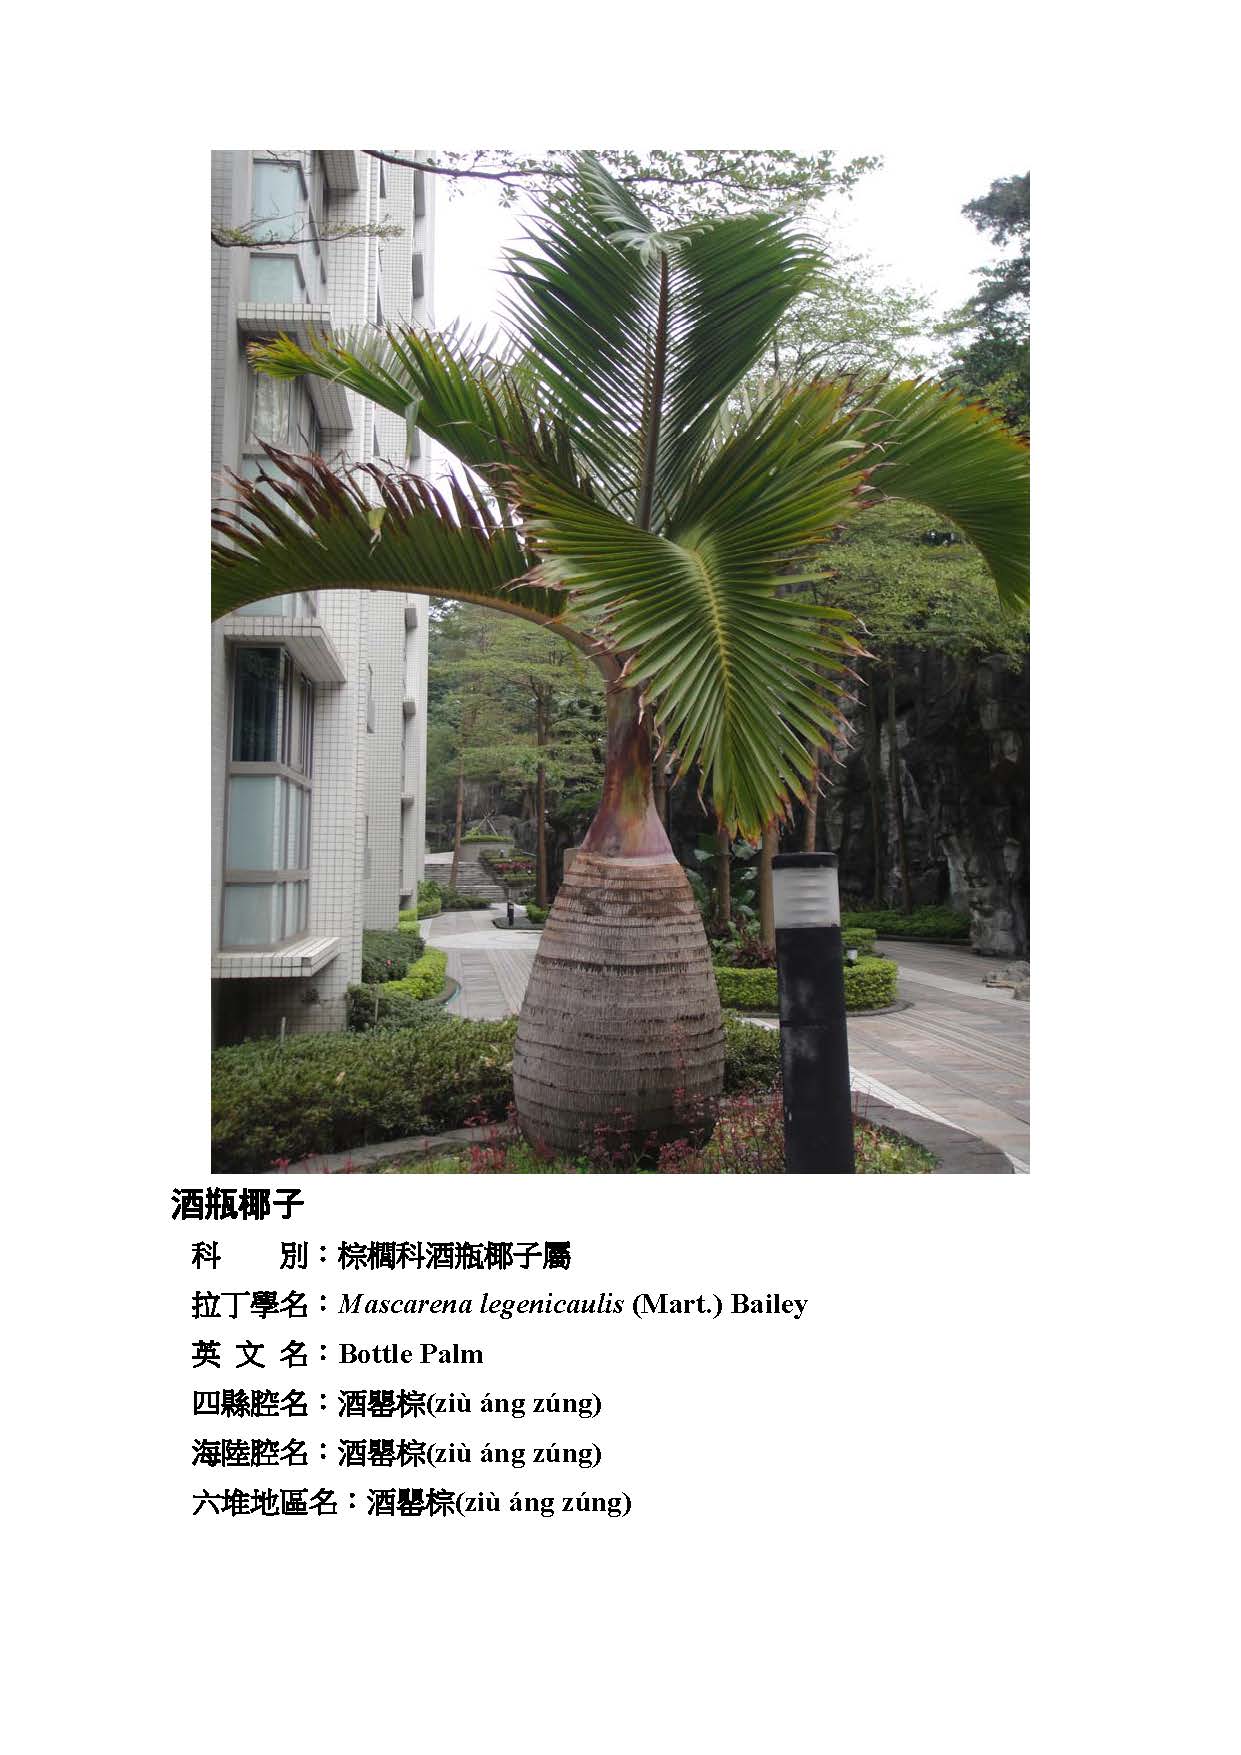 酒瓶椰子
科　　別：棕櫚科酒瓶椰子屬
拉丁學名：Mascarena legenicaulis (Mart.) Bailey
英 文 名：Bottle Palm
四縣腔名：酒罌棕(ziù áng zúng)
海陸腔名：酒罌棕(ziù áng zúng)
六堆地區名：酒罌棕(ziù áng zúng)